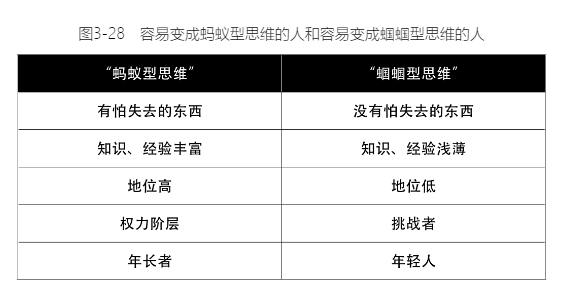 图3-28 容易变成蚂蚁型思维的人和容易变成蝈蝈型思维的人
“蚂蚁型思维” “蝈蝈型思维”
有怕失去的东西 没有怕失去的东西
知识、经验丰富 知识、经验浅薄
地位高 地位低
权力阶层 挑战者
年长者 年轻人